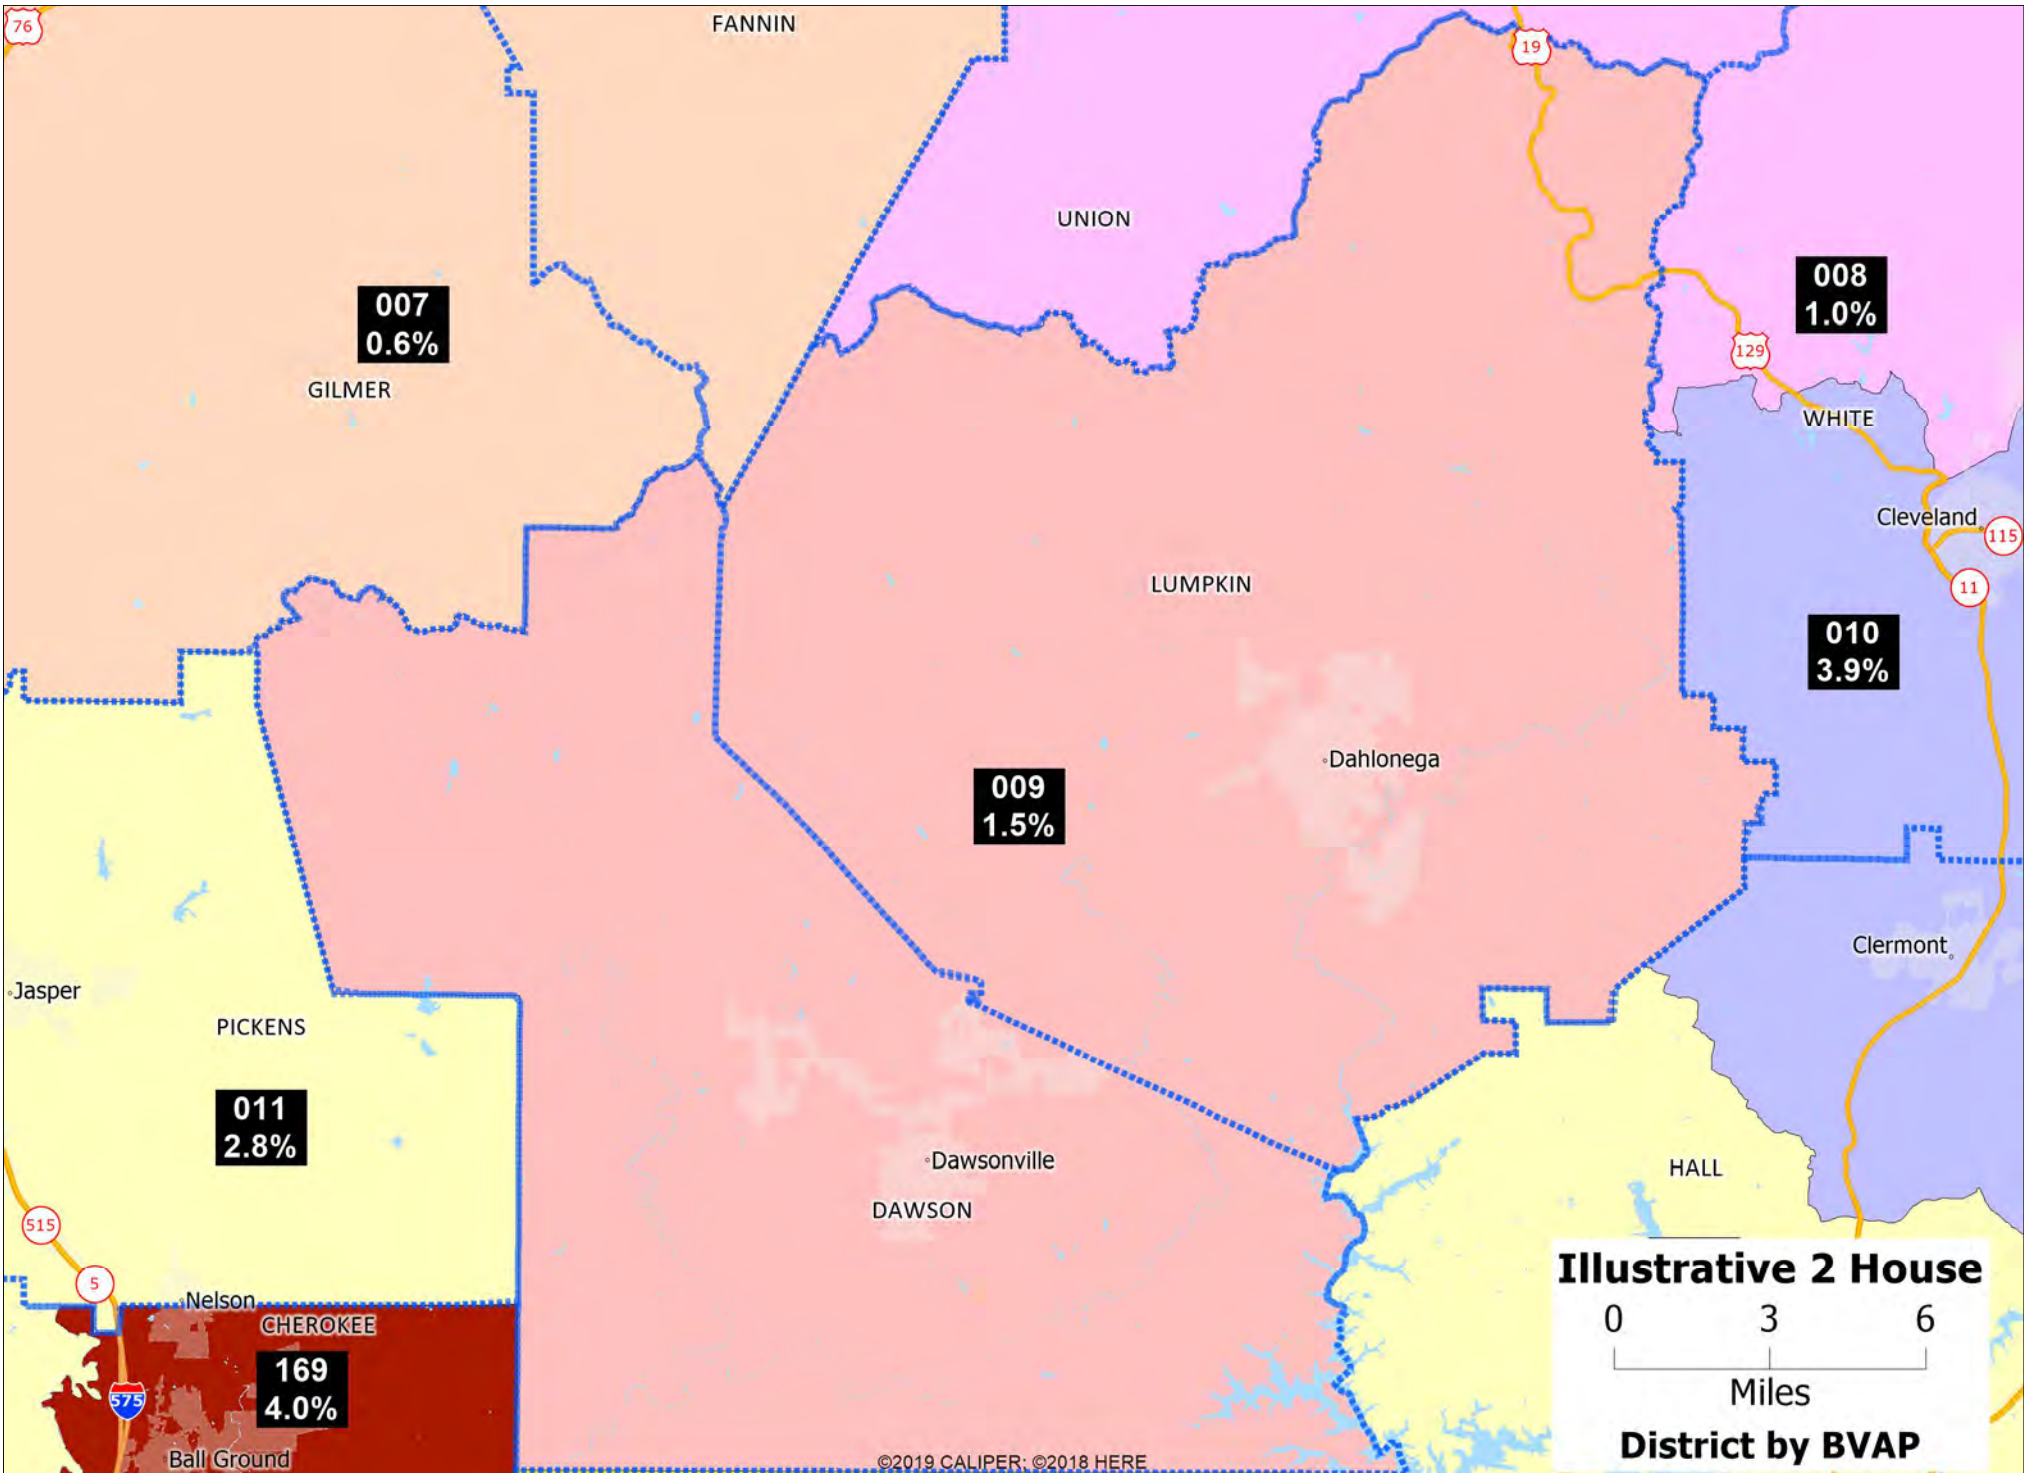 76
FANNIN
19
UNION
007
0.6%
GILMER
008
1.0%
129
WHITE
Cleveland
115
11
LUMPKIN
010
3.9%
Dahlonega
009
1.5%
Clermont
Jasper
PICKENS
011
2.8%
Dawsonville
DAWSON
HALL
515
5
Nelson
CHEROKEE
169
4.0%
575
Ball Ground
Illustrative 2 House
0 3 6
Miles
District by BVAP
©2019 CALIPER; ©2018 HERE